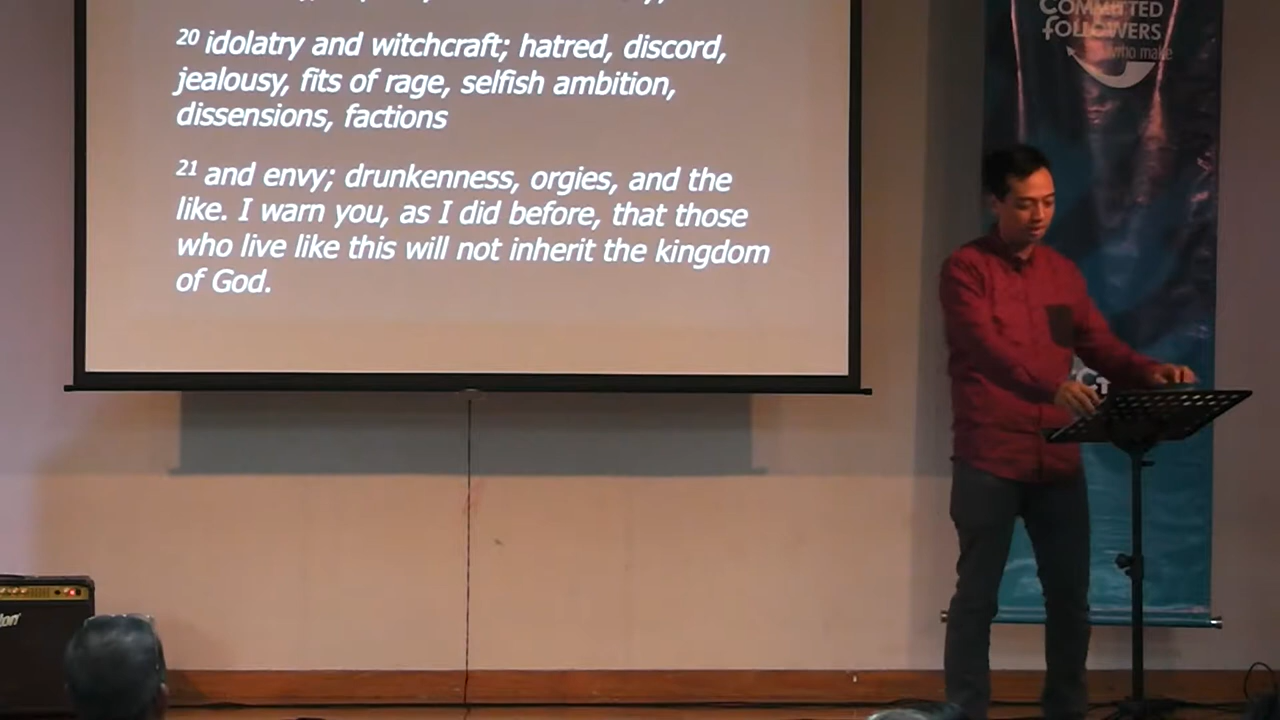 20 idolatry and witchcraft; hatred, discord,
jealousy, fits of rage, selfish ambition,
dissensions, factions
21 and envy; drunkenness, orgies, and the
like. I warn you, as I did before, that those
who live like this will not inherit the kingdom
of God.
COMMITTED
fOLLOWERS
who make